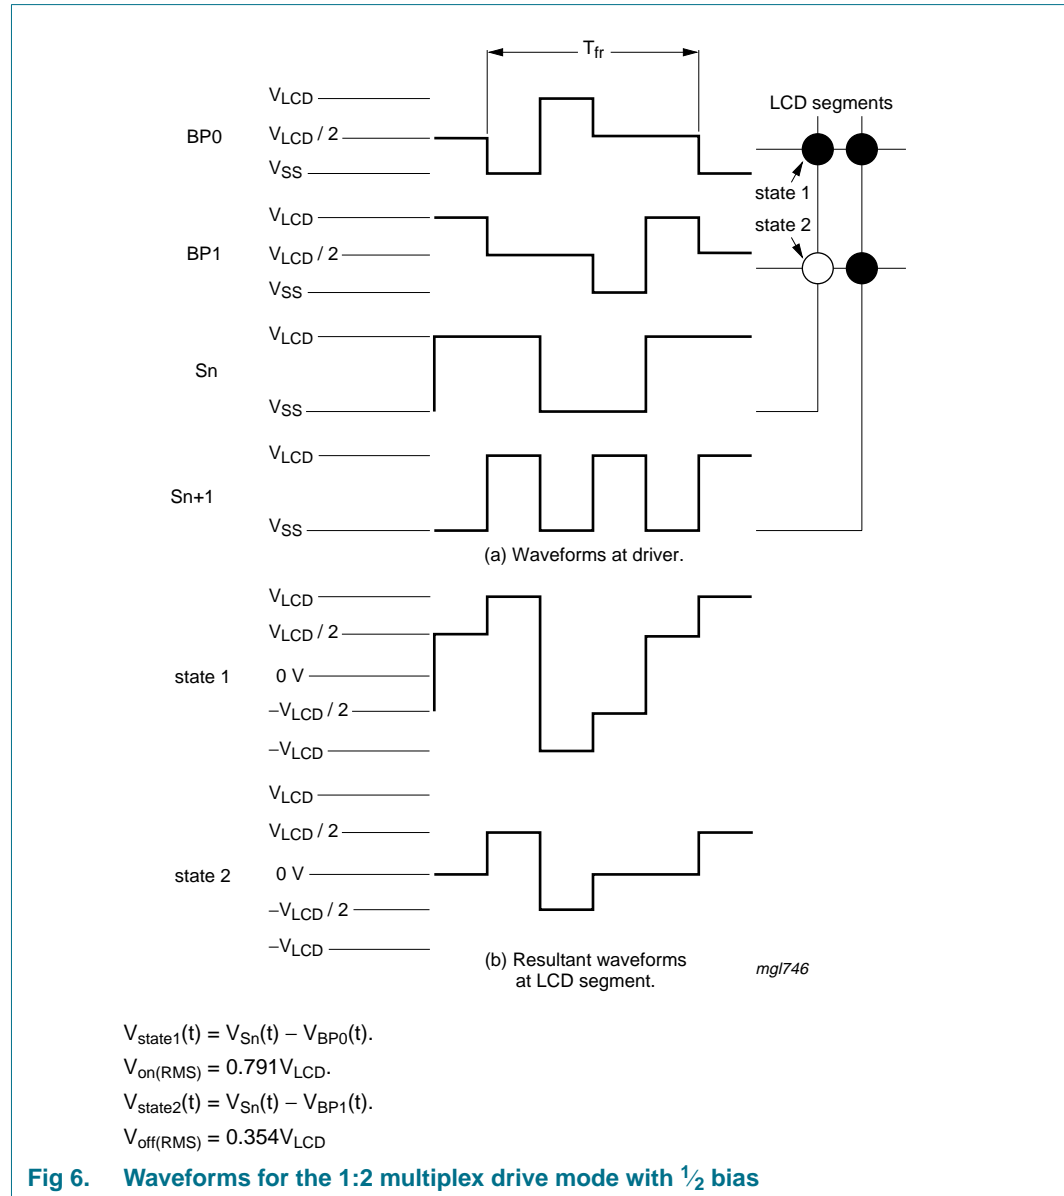 Tfr
VLCD
BP0
VLCD / 2
VSS
LCD segments
state 1
VLCD
state 2
BP1
VLCD / 2
VSS
VLCD
Sn
VSS
VLCD
Sn+1
VSS
(a) Waveforms at driver.
VLCD
VLCD / 2
state 1
0 V
−VLCD / 2
−VLCD
VLCD
VLCD / 2
state 2
0 V
−VLCD / 2
−VLCD
(b) Resultant waveforms
at LCD segment.
mgl746
Vstate1(t) = VSn(t) − VBP0(t).
Von(RMS) = 0.791VLCD.
Vstate2(t) = VSn(t) − VBP1(t).
Voff(RMS) = 0.354VLCD
Fig 6. Waveforms for the 1:2 multiplex drive mode with 1⁄2 bias